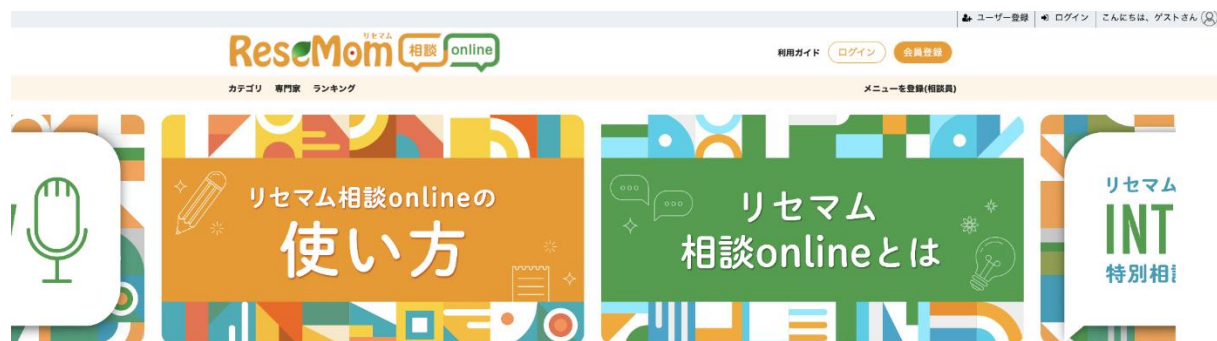 ユーザー登録 ログイン こんにちは、ゲストさん
リセマム
ReseMom 相談 online
利用ガイド ログイン 会員登録
カテゴリ 専門家 ランキング メニューを登録(相談員)
リセマム相談onlineの
使い方
リセマム
相談onlineとは
リセマム
INT
特別相